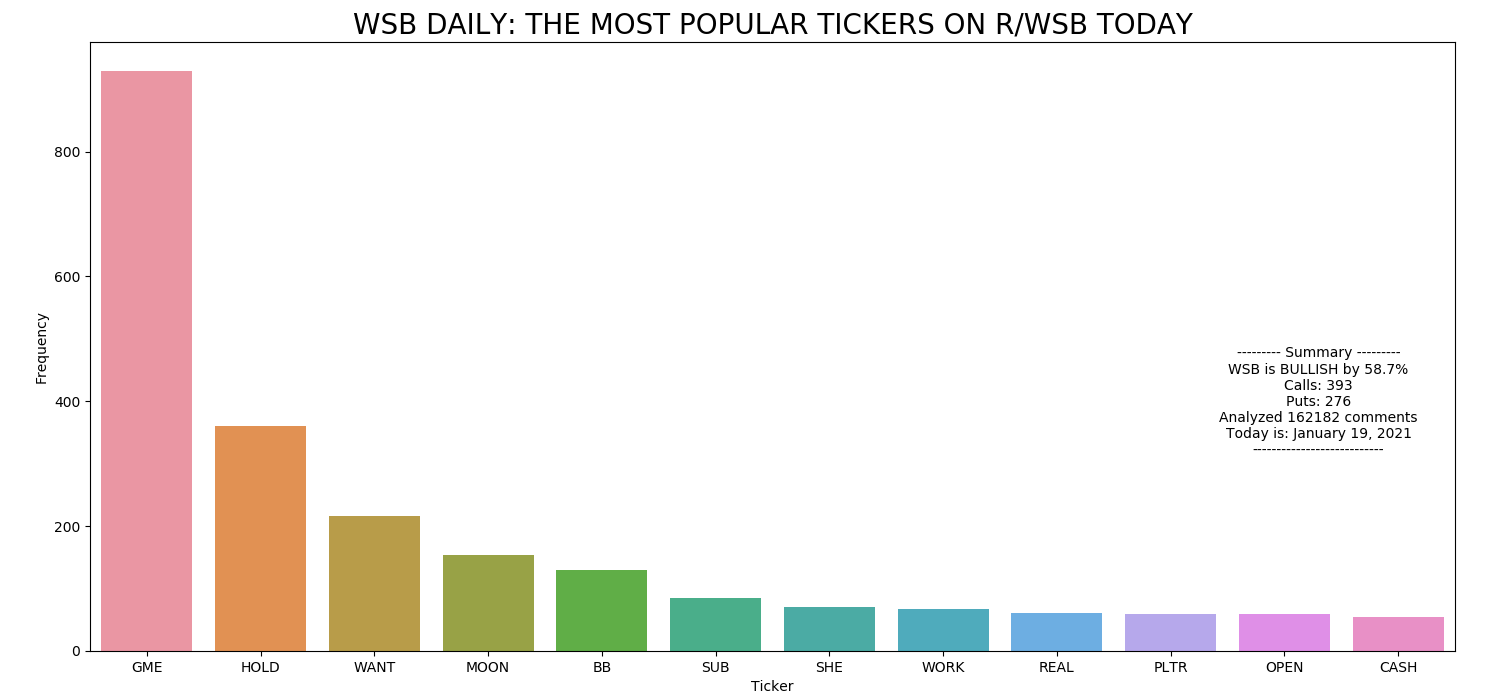 WSB DAILY: THE MOST POPULAR TICKERS ON R/WSB TODAY
800
600
400
200
0
Frequency
--------- Summary ---------
WSB is BULLISH by 58.7%
Calls: 393
Puts: 276
Analyzed 162182 comments
Today is: January 19, 2021
---------------------------
GME HOLD WANT MOON BB SUB SHE WORK REAL PLTR OPEN CASH
Ticker